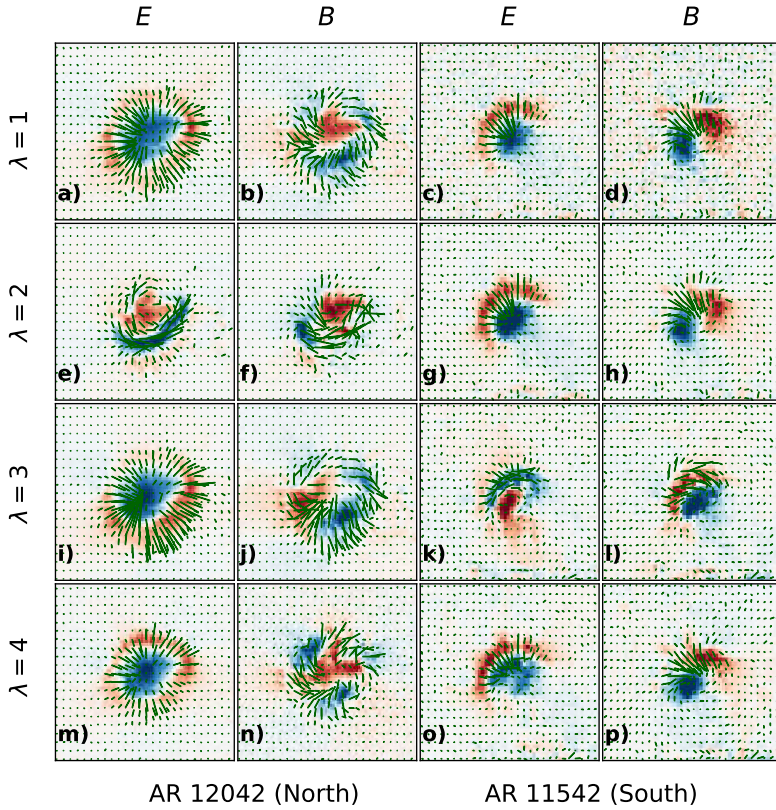 E B E B
λ = 1
a) b) c) d)
λ = 2
e) f) g) h)
λ = 3
i) j) k) l)
λ = 4
m) n) o) p)
AR 12042 (North) AR 11542 (South)